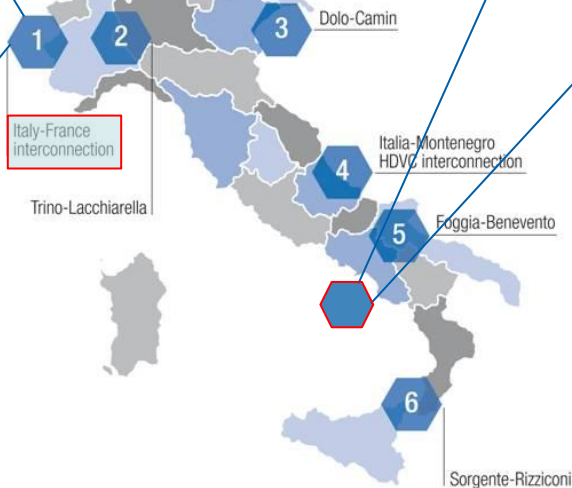 1
2
3
Dolo-Camin
Italy-France
interconnection
Trino-Lacchiarella
4
Italia-Montenegro
HDVC interconnection
5
Foggia-Benevento
6
Sorgente-Rizziconi